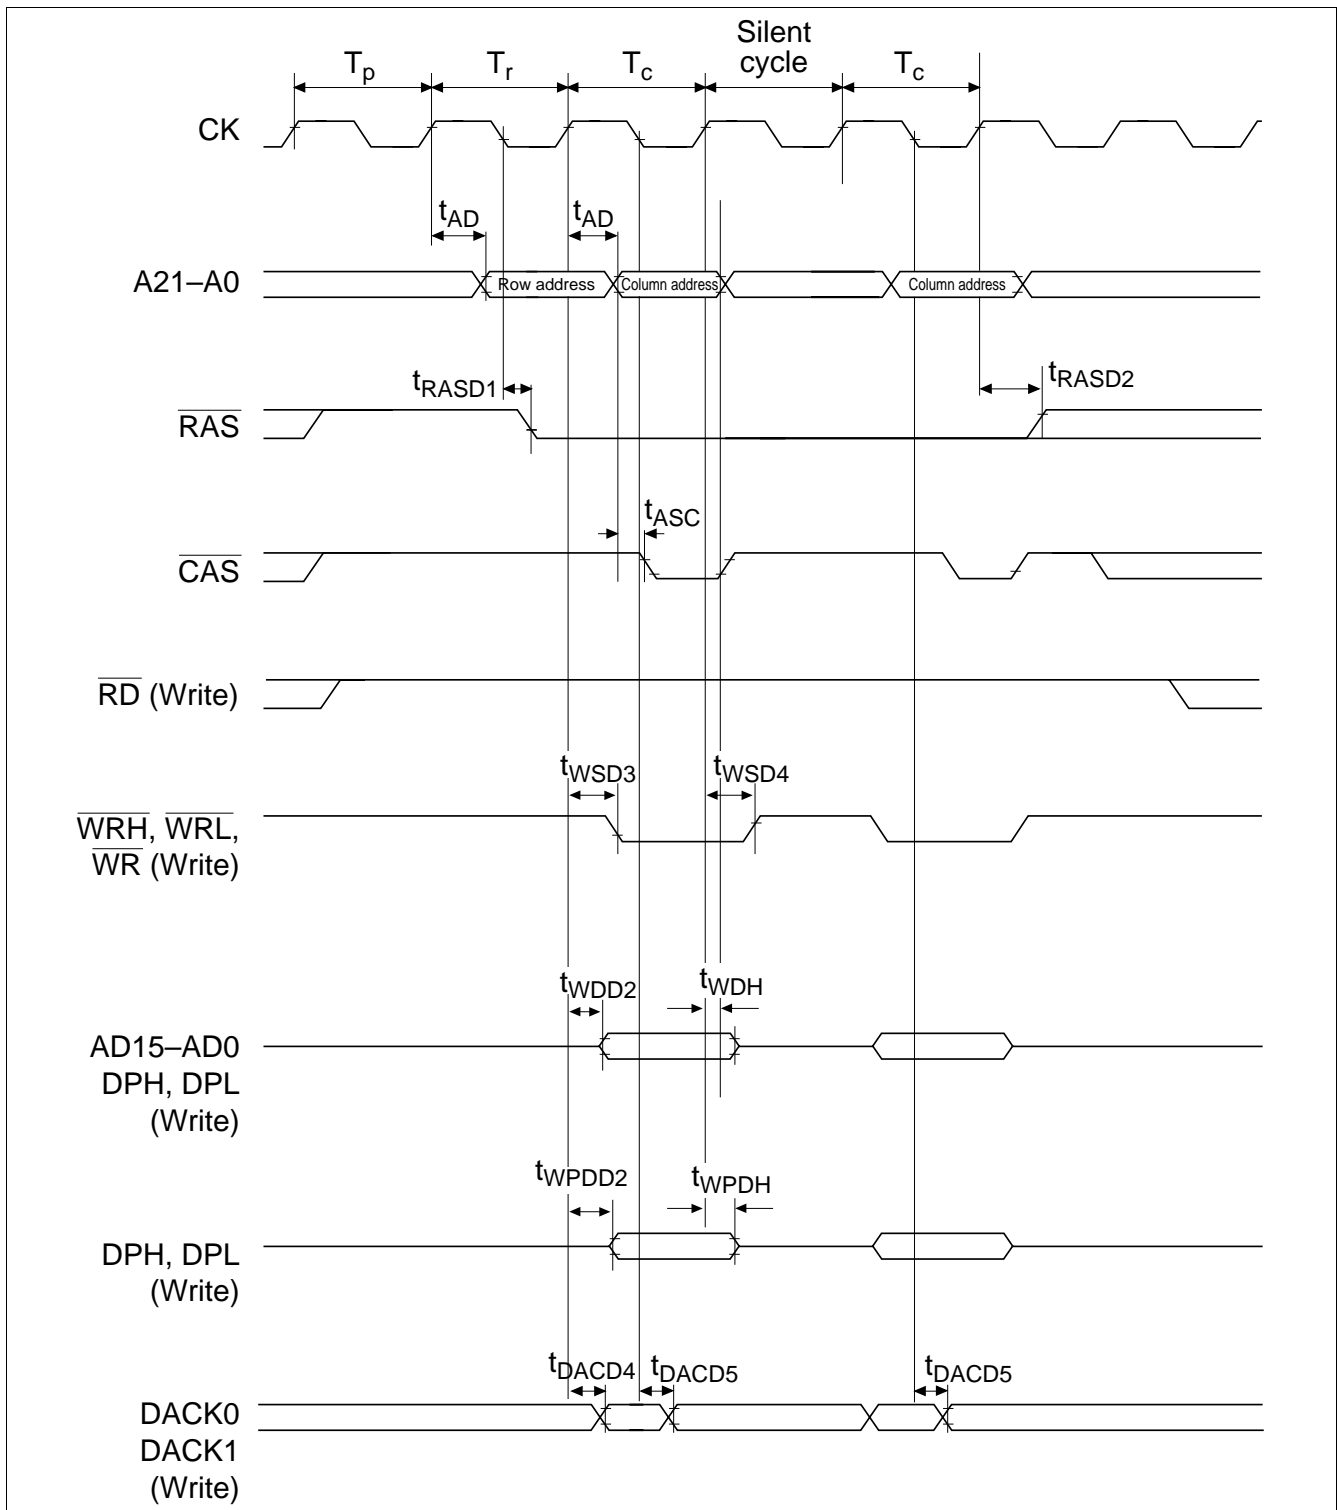 Silent
cycle
Tp Tr Tc Tc
CK
tAD tAD
A21–A0 Row address Column address Column address
tRASD1 tRASD2
RAS
tASC
CAS
RD (Write)
tWSD3 tWSD4
WRH, WRL,
WR (Write)
tWDD2 tWDH
AD15–AD0
DPH, DPL
(Write)
tWPDD2 tWPDH
DPH, DPL
(Write)
tDACD4 tDACD5 tDACD5
DACK0
DACK1
(Write)